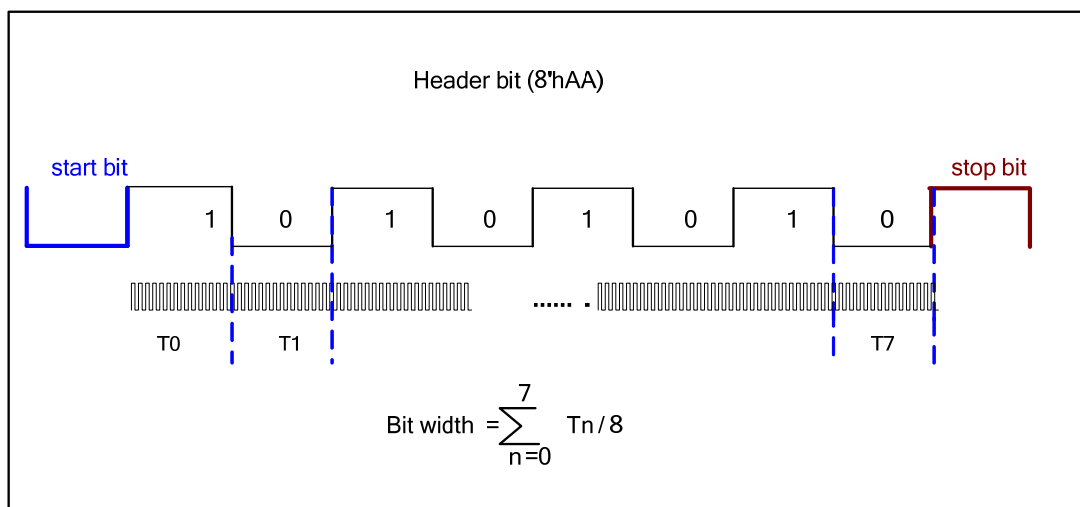 Header bit (8'hAA)
start bit
stop bit
1 0 1 0 1 0 1 0
...... .
T0 T1 T7
7
Bit width = ∑ Tn / 8
n=0